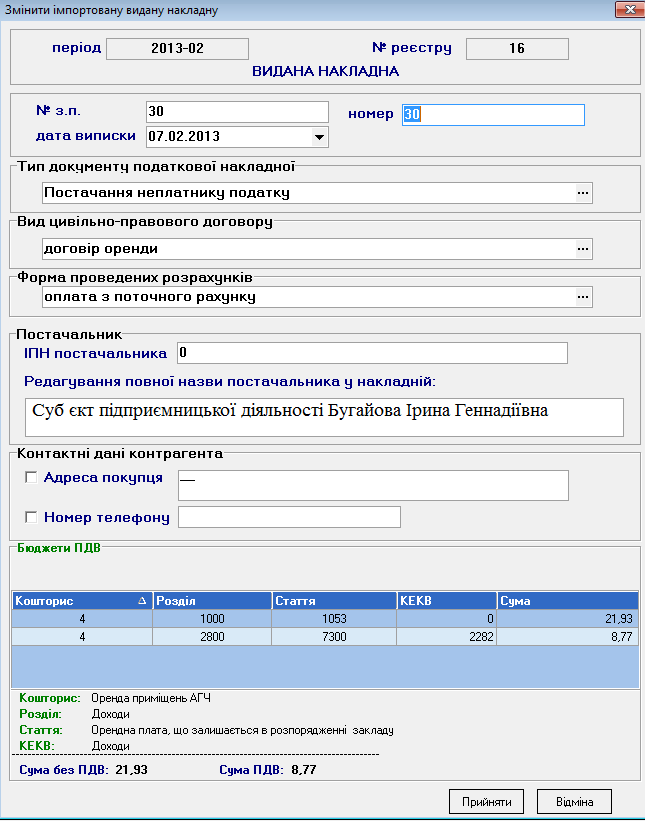 Змінити імпортовану видану накладну
період 2013-02 № реєстру 16
ВИДАНА НАКЛАДНА
№ з.п. 30 номер 30
дата виписки 07.02.2013
Тип документу податкової накладної
Постачання неплатнику податку ...
Вид цивільно-правового договору
договір оренди ...
Форма проведених розрахунків
оплата з поточного рахунку ...
Постачальник
ІПН постачальника 0
Редагування повної назви постачальника у накладній:
Суб єкт підприємницької діяльності Бугайова Ірина Геннадіївна
Контактні дані контрагента
Адреса покупця —
Номер телефону
Бюджети ПДВ
Кошторис Розділ Стаття КЕКВ Сума
4 1000 1053 0 21,93
4 2800 7300 2282 8,77
Кошторис: Оренда приміщень АГЧ
Розділ: Доходи
Стаття: Орендна плата, що залишається в розпорядженні закладу
КЕКВ: Доходи
Сума без ПДВ: 21,93 Сума ПДВ: 8,77
Прийняти Відміна